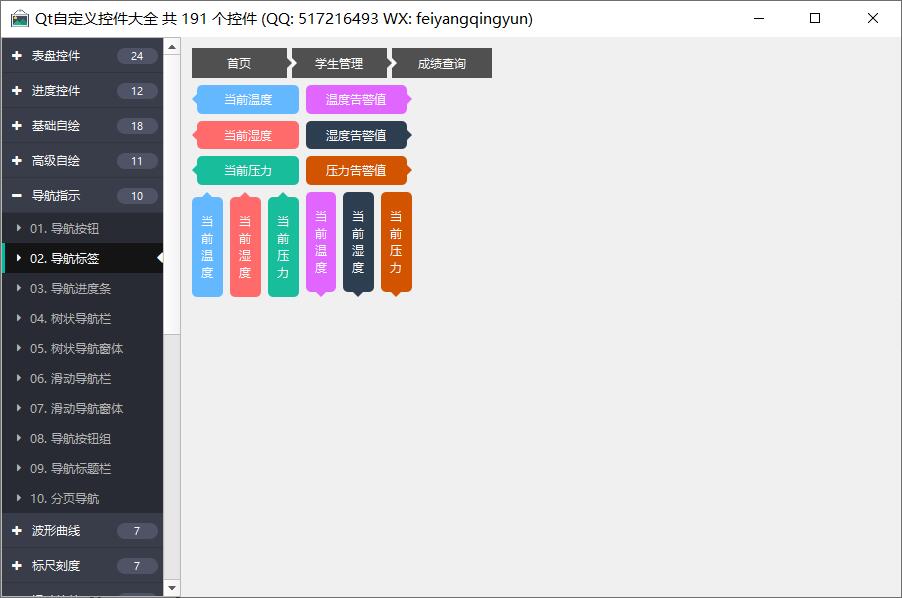 Qt自定义控件大全 共 191 个控件 (QQ: 517216493 WX: feiyangqingyun)
表盘控件 24
进度控件 12
基础自绘 18
高级自绘 11
导航指示 10
01. 导航按钮
02. 导航标签
03. 导航进度条
04. 树状导航栏
05. 树状导航窗体
06. 滑动导航栏
07. 滑动导航窗体
08. 导航按钮组
09. 导航标题栏
10. 分页导航
波形曲线 7
标尺刻度 7
首页 学生管理 成绩查询
当前温度 温度告警值
当前湿度 湿度告警值
当前压力 压力告警值
当前温度
当前湿度
当前压力
当前温度
当前湿度
当前压力